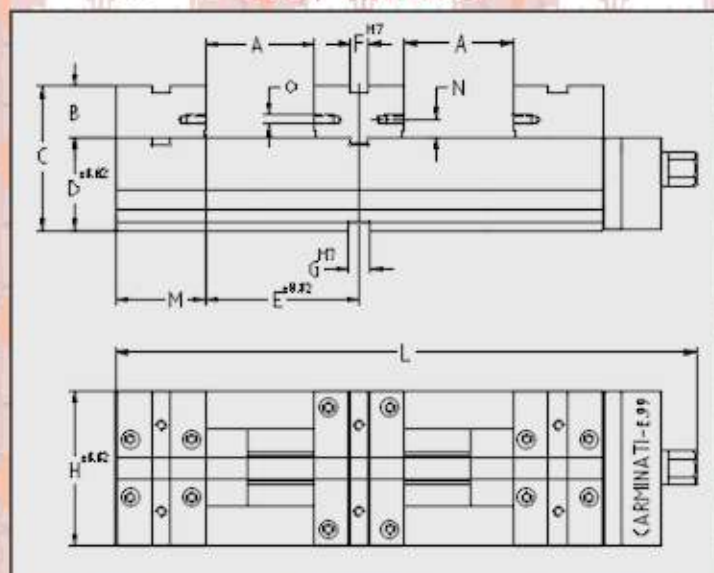 A F H7 A
O N
B
C
D ±0.02
G H7
M E ±0.02
L
H ±0.02
CARMINATI-E.99